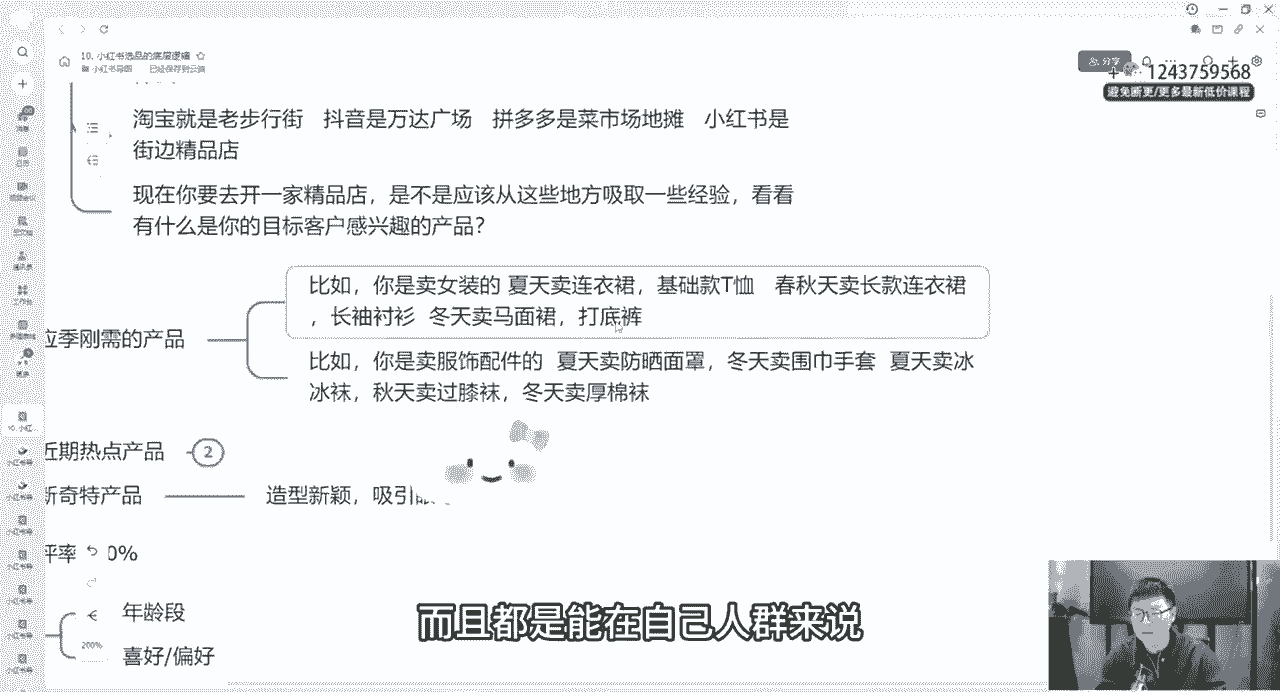 10. 小红书选品的底层逻辑
小红书导图 已经保存到云端
分享
1243759568
避免断更/更多最新低价课程
淘宝就是老步行街 抖音是万达广场 拼多多是菜市场地摊 小红书是
街边精品店
现在你要去开一家精品店，是不是应该从这些地方吸取一些经验，看看
有什么是你的目标客户感兴趣的产品？
比如，你是卖女装的 夏天卖连衣裙，基础款T恤 春秋天卖长款连衣裙
，长袖衬衫 冬天卖马面裙，打底裤
应季刚需的产品
比如，你是卖服饰配件的 夏天卖防晒面罩，冬天卖围巾手套 夏天卖冰
冰袜，秋天卖过膝袜，冬天卖厚棉袜
近期热点产品 2
新奇特产品 造型新颖，吸引
评率 0%
年龄段
200%
喜好/偏好
而且都是能在自己人群来说